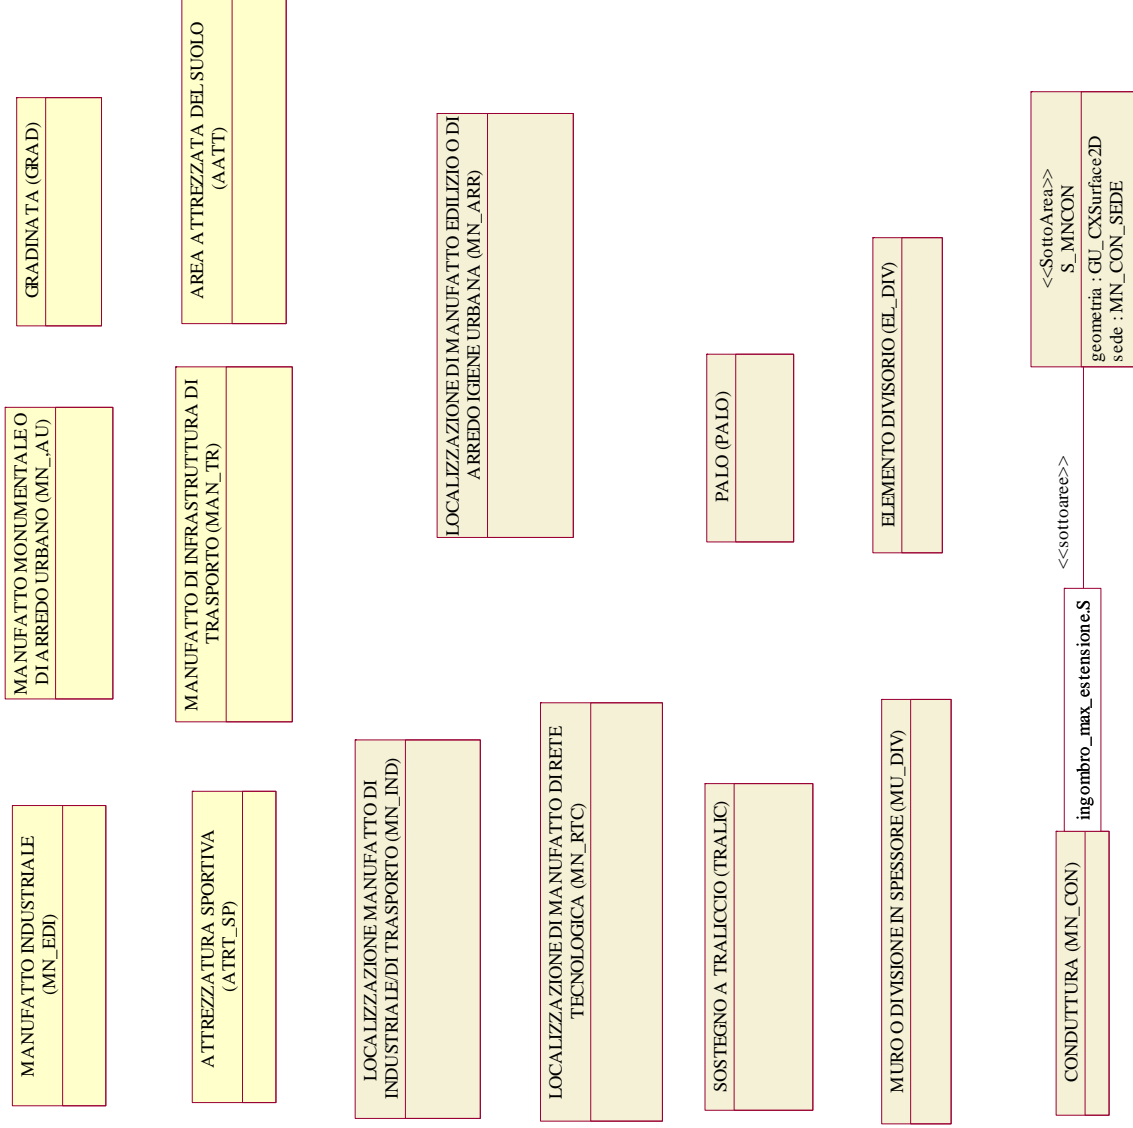 MANUFATTO INDUSTRIALE
(MN_EDI)
MANUFATTO MONUMENTALE O
DI ARREDO URBANO (MN_,AU)
GRADINATA (GRAD)
ATTREZZATURA SPORTIVA
(ATRT_SP)
MANUFATTO DI INFRASTRUTTURA DI
TRASPORTO (MAN_TR)
AREA ATTREZZATA DEL SUOLO
(AATT)
LOCALIZZAZIONE MANUFATTO DI
INDUSTRIALE/DI TRASPORTO (MN_IND)
LOCALIZZAZIONE DI MANUFATTO EDILIZIO O DI
ARREDO IGIENE URBANA (MN_ARR)
LOCALIZZAZIONE DI MANUFATTO DI RETE
TECNOLOGICA (MN_RTC)
SOSTEGNO A TRALICCIO (TRALIC)
PALO (PALO)
MURO O DIVISIONE IN SPESSORE (MU_DIV)
ELEMENTO DIVISORIO (EL_DIV)
CONDUTTURA (MN_CON)
ingombro_max_estensione.S
<<sottoaree>>
<<SottoArea>>
S_MNCON
geometria : GU_CXSurface2D
sede : MN_CON_SEDE